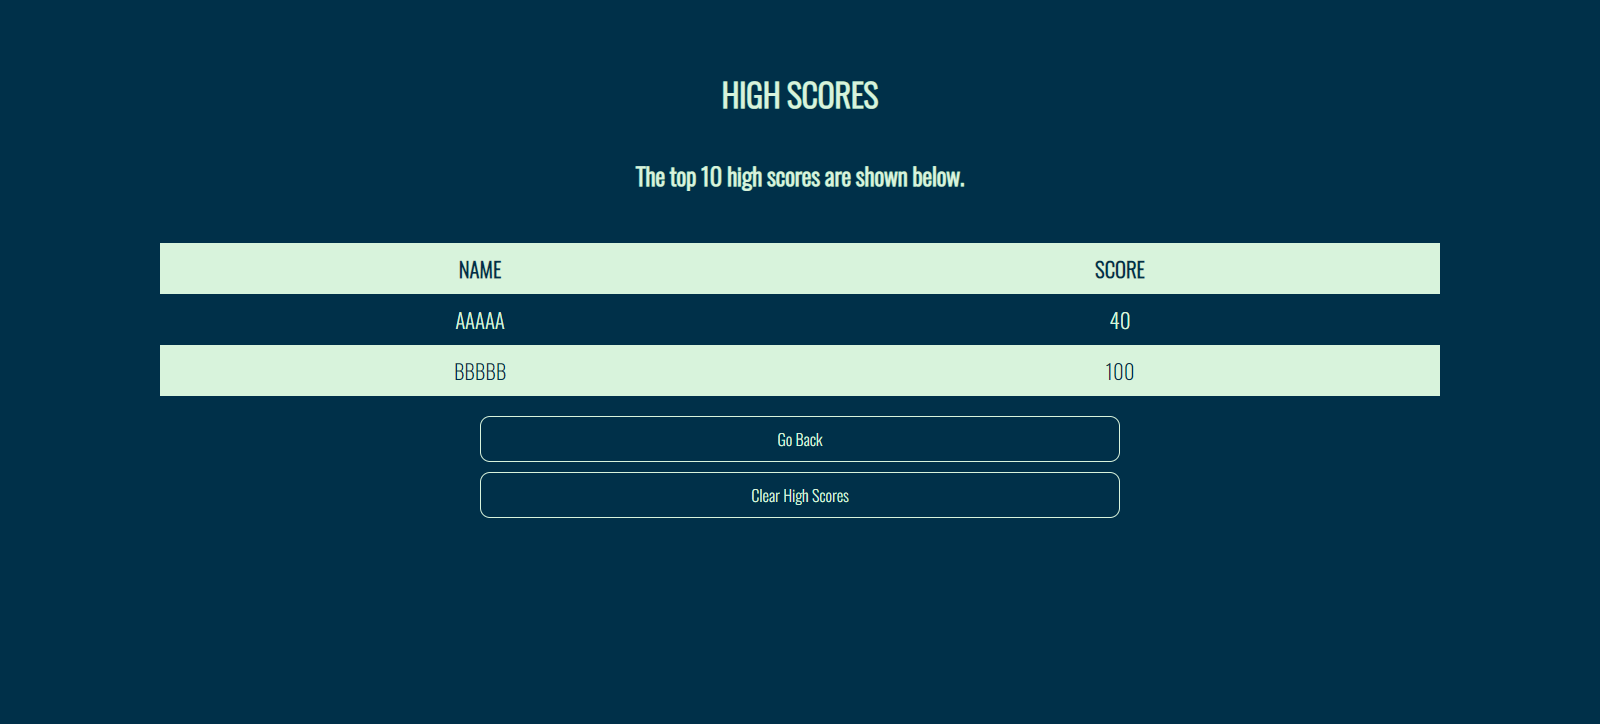 HIGH SCORES
The top 10 high scores are shown below.
NAME SCORE
AAAAA 40
BBBBB 100
Go Back
Clear High Scores